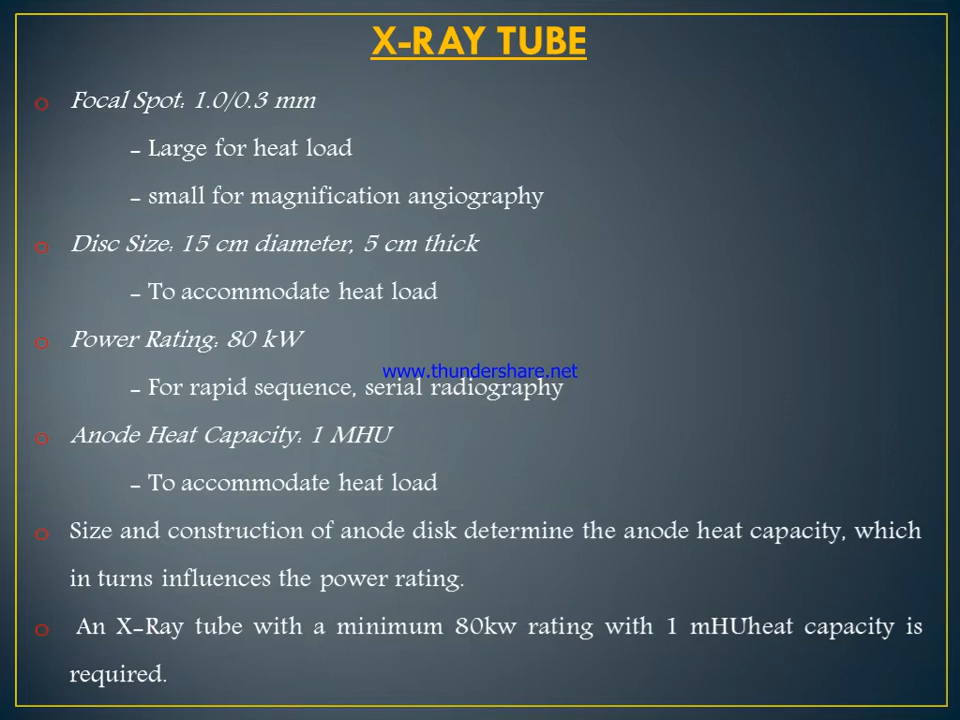 X-RAY TUBE
o Focal Spot: 1.0/0.3 mm
- Large for heat load
- small for magnification angiography
o Disc Size: 15 cm diameter, 5 cm thick
- To accommodate heat load
o Power Rating: 80 kW
www.thundershare.net
- For rapid sequence, serial radiography
o Anode Heat Capacity: 1 MHU
- To accommodate heat load
o Size and construction of anode disk determine the anode heat capacity, which
in turns influences the power rating.
o An X-Ray tube with a minimum 80kw rating with 1 mHUheat capacity is
required.